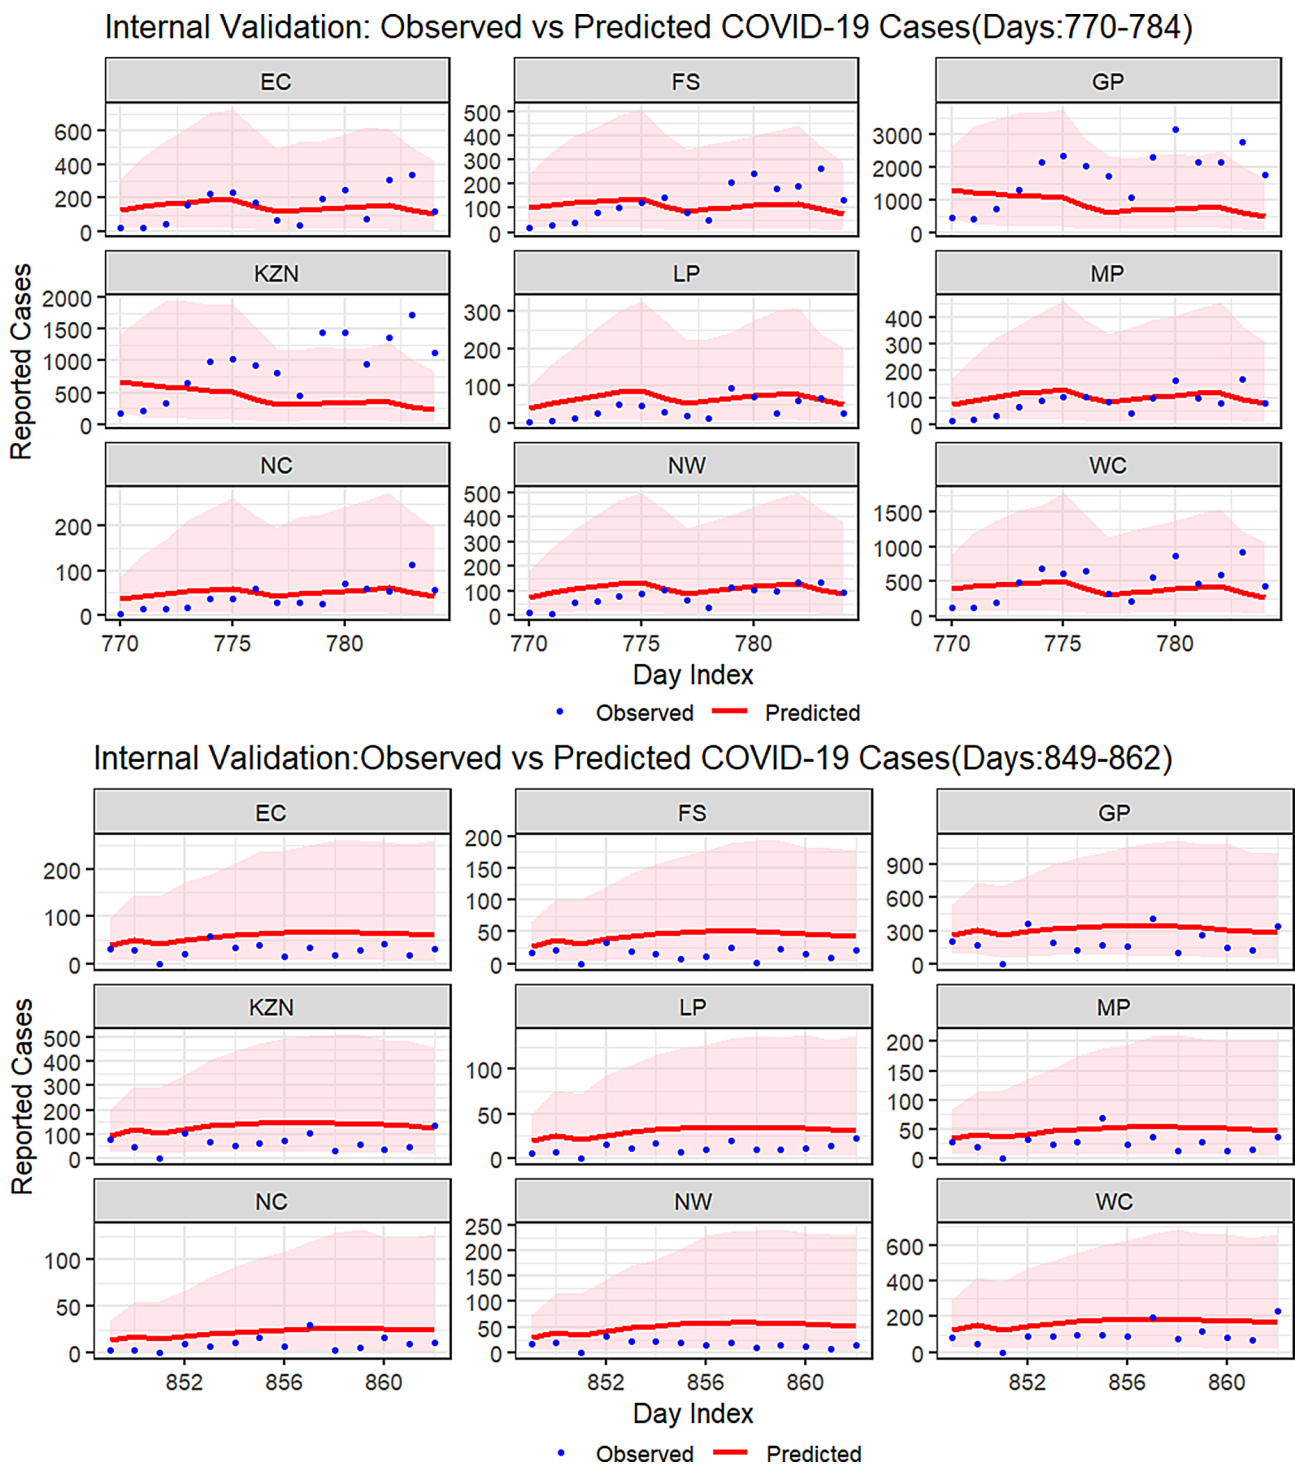 Internal Validation: Observed vs Predicted COVID-19 Cases(Days:770-784)
EC FS GP
600 400 200 0
500 400 300 200 100 0
3000 2000 1000 0
KZN LP MP
2000 1500 1000 500 0
300 200 100 0
400 300 200 100 0
Reported Cases
NC NW WC
200 100 0
500 400 300 200 100 0
1500 1000 500 0
770 775 780 770 775 780 770 775 780
Day Index
Observed Predicted
Internal Validation:Observed vs Predicted COVID-19 Cases(Days:849-862)
EC FS GP
200 100 0
200 150 100 50 0
900 600 300 0
KZN LP MP
500 400 300 200 100 0
100 50 0
200 150 100 50 0
Reported Cases
NC NW WC
100 50 0
250 200 150 100 50 0
600 400 200 0
852 856 860 852 856 860 852 856 860
Day Index
Observed Predicted